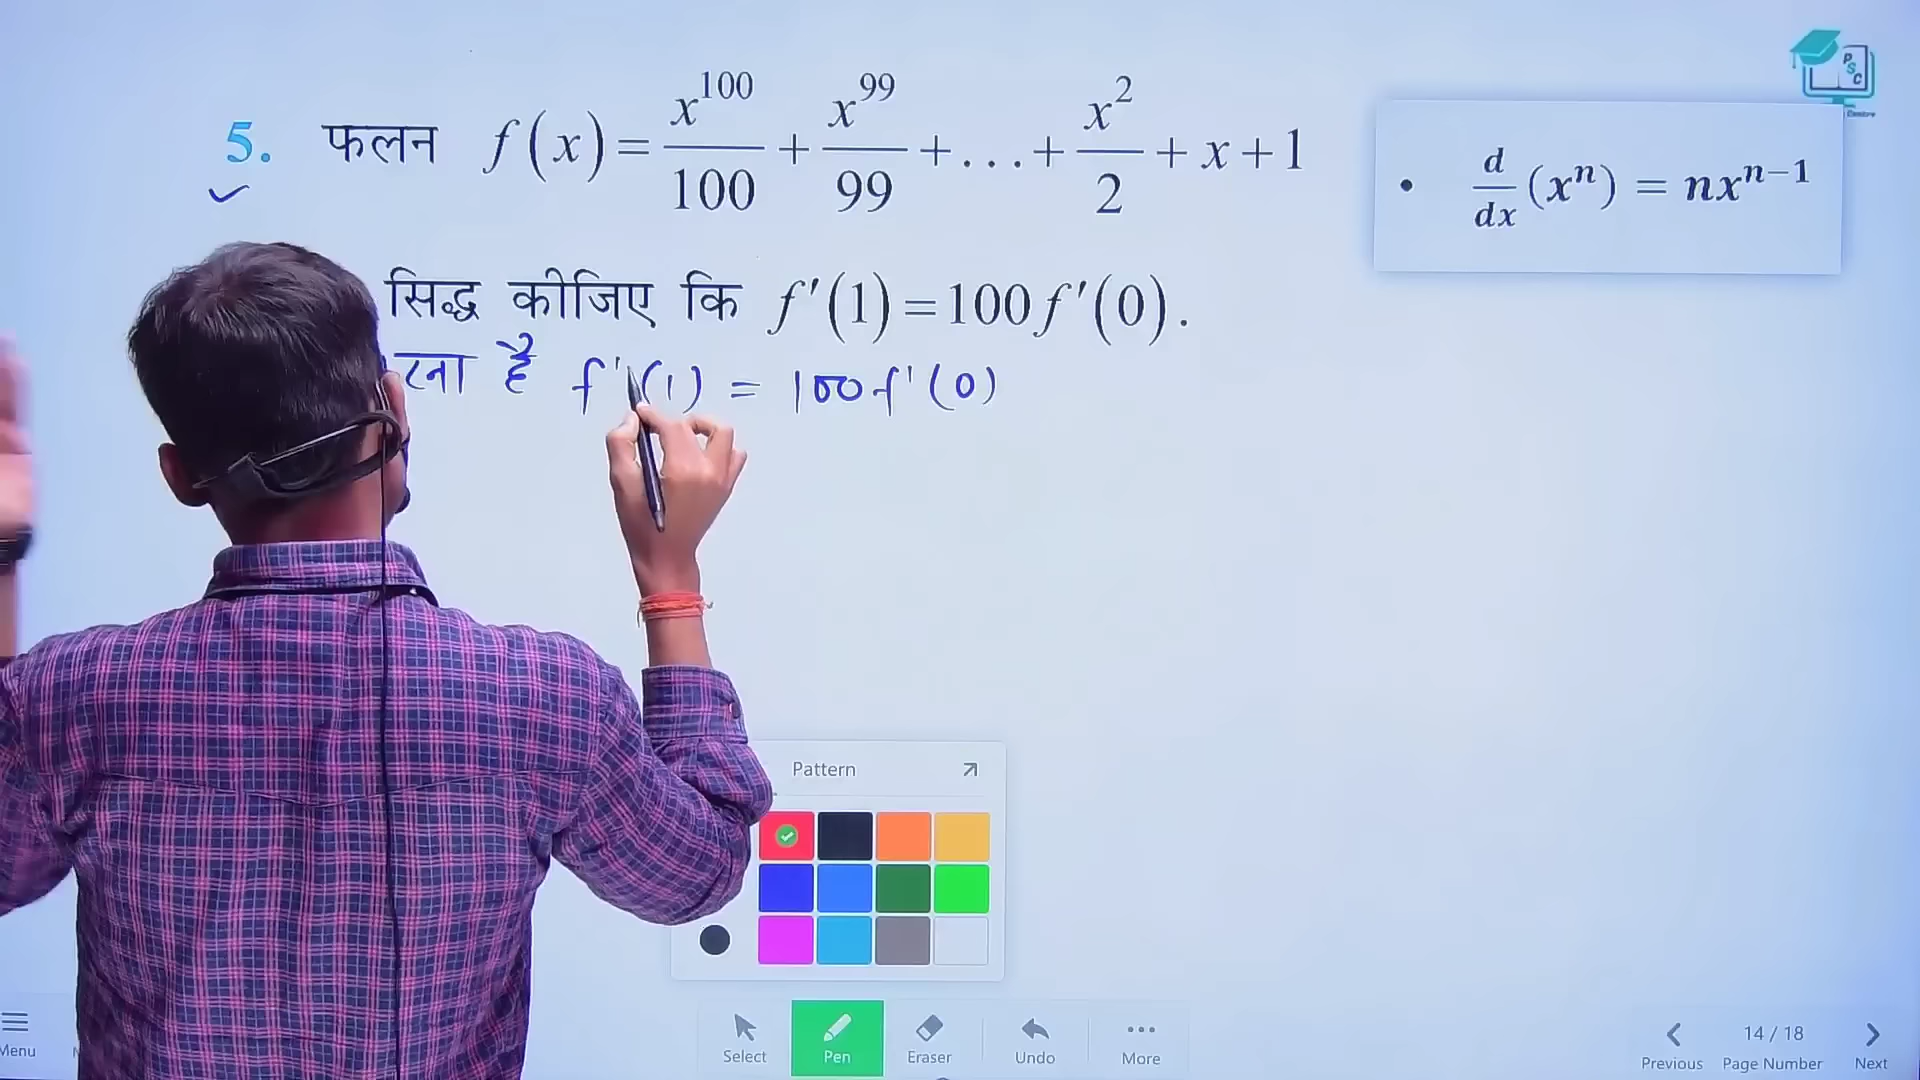 5. फलन f(x) = x^100/100 + x^99/99 + ... + x^2/2 + x + 1
• d/dx (x^n) = nx^{n-1}
सिद्ध कीजिए कि f′(1) = 100 f′(0).
है f'(1) = 100 f'(0)
Pattern
Select
Pen
Eraser
Undo
More
Menu
Previous
14 / 18
Page Number
Next
PSC